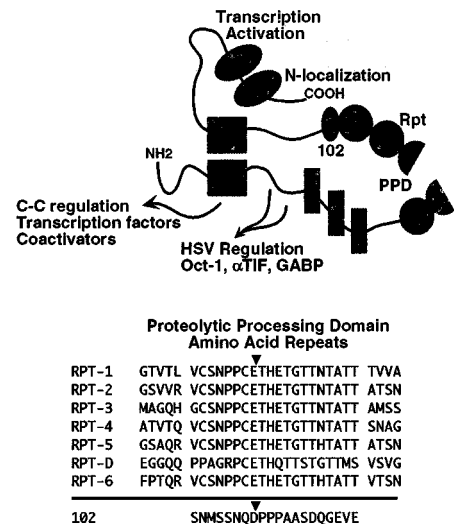 Transcription
Activation
N-localization
COOH
Rpt
102
NH2
PPD
C-C regulation
Transcription factors
Coactivators
HSV Regulation
Oct-1, αTIF, GABP
Proteolytic Processing Domain
Amino Acid Repeats
RPT-1 GTVTL VCSNPPCETHETGTTNTATT TVVA
RPT-2 GSVVR VCSNPPCETHETGTTNTATT ATSN
RPT-3 MAGQH GCSNPPCETHETGTTNTATT AMSS
RPT-4 ATVTQ VCSNPPCETHETGTTNTATT SNAG
RPT-5 GSAQR VCSNPPCETHETGTTHTATT ATSN
RPT-D EGGQQ PPAGRPCETHQTTSTGTTMS VSVG
RPT-6 FPTQR VCSNPPCETHETGTTHTATT VTSN
102 SNMSSNQDPPPAASDQGEVE